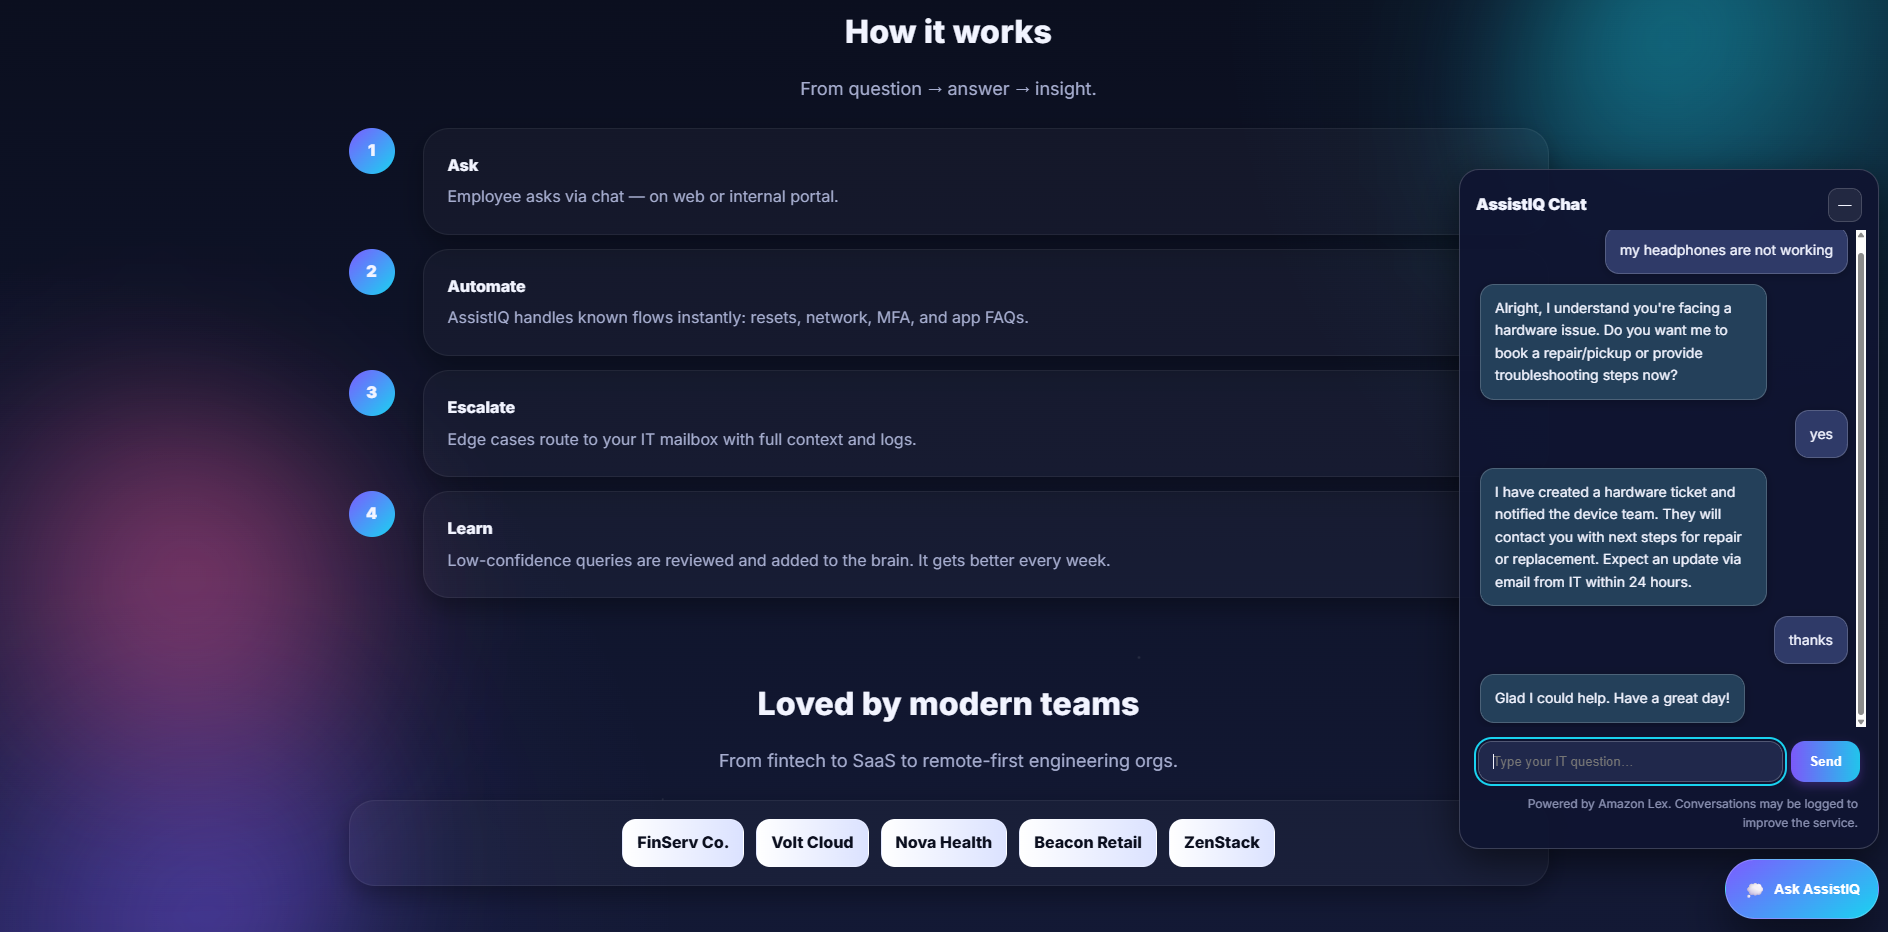 How it works
From question → answer → insight.
1
Ask
Employee asks via chat — on web or internal portal.
2
Automate
AssistIQ handles known flows instantly: resets, network, MFA, and app FAQs.
3
Escalate
Edge cases route to your IT mailbox with full context and logs.
4
Learn
Low-confidence queries are reviewed and added to the brain. It gets better every week.
Loved by modern teams
From fintech to SaaS to remote-first engineering orgs.
FinServ Co.
Volt Cloud
Nova Health
Beacon Retail
ZenStack
AssistIQ Chat
my headphones are not working
Alright, I understand you're facing a
hardware issue. Do you want me to
book a repair/pickup or provide
troubleshooting steps now?
yes
I have created a hardware ticket and
notified the device team. They will
contact you with next steps for repair
or replacement. Expect an update via
email from IT within 24 hours.
thanks
Glad I could help. Have a great day!
Type your IT question...
Send
Powered by Amazon Lex. Conversations may be logged to
improve the service.
Ask AssistIQ